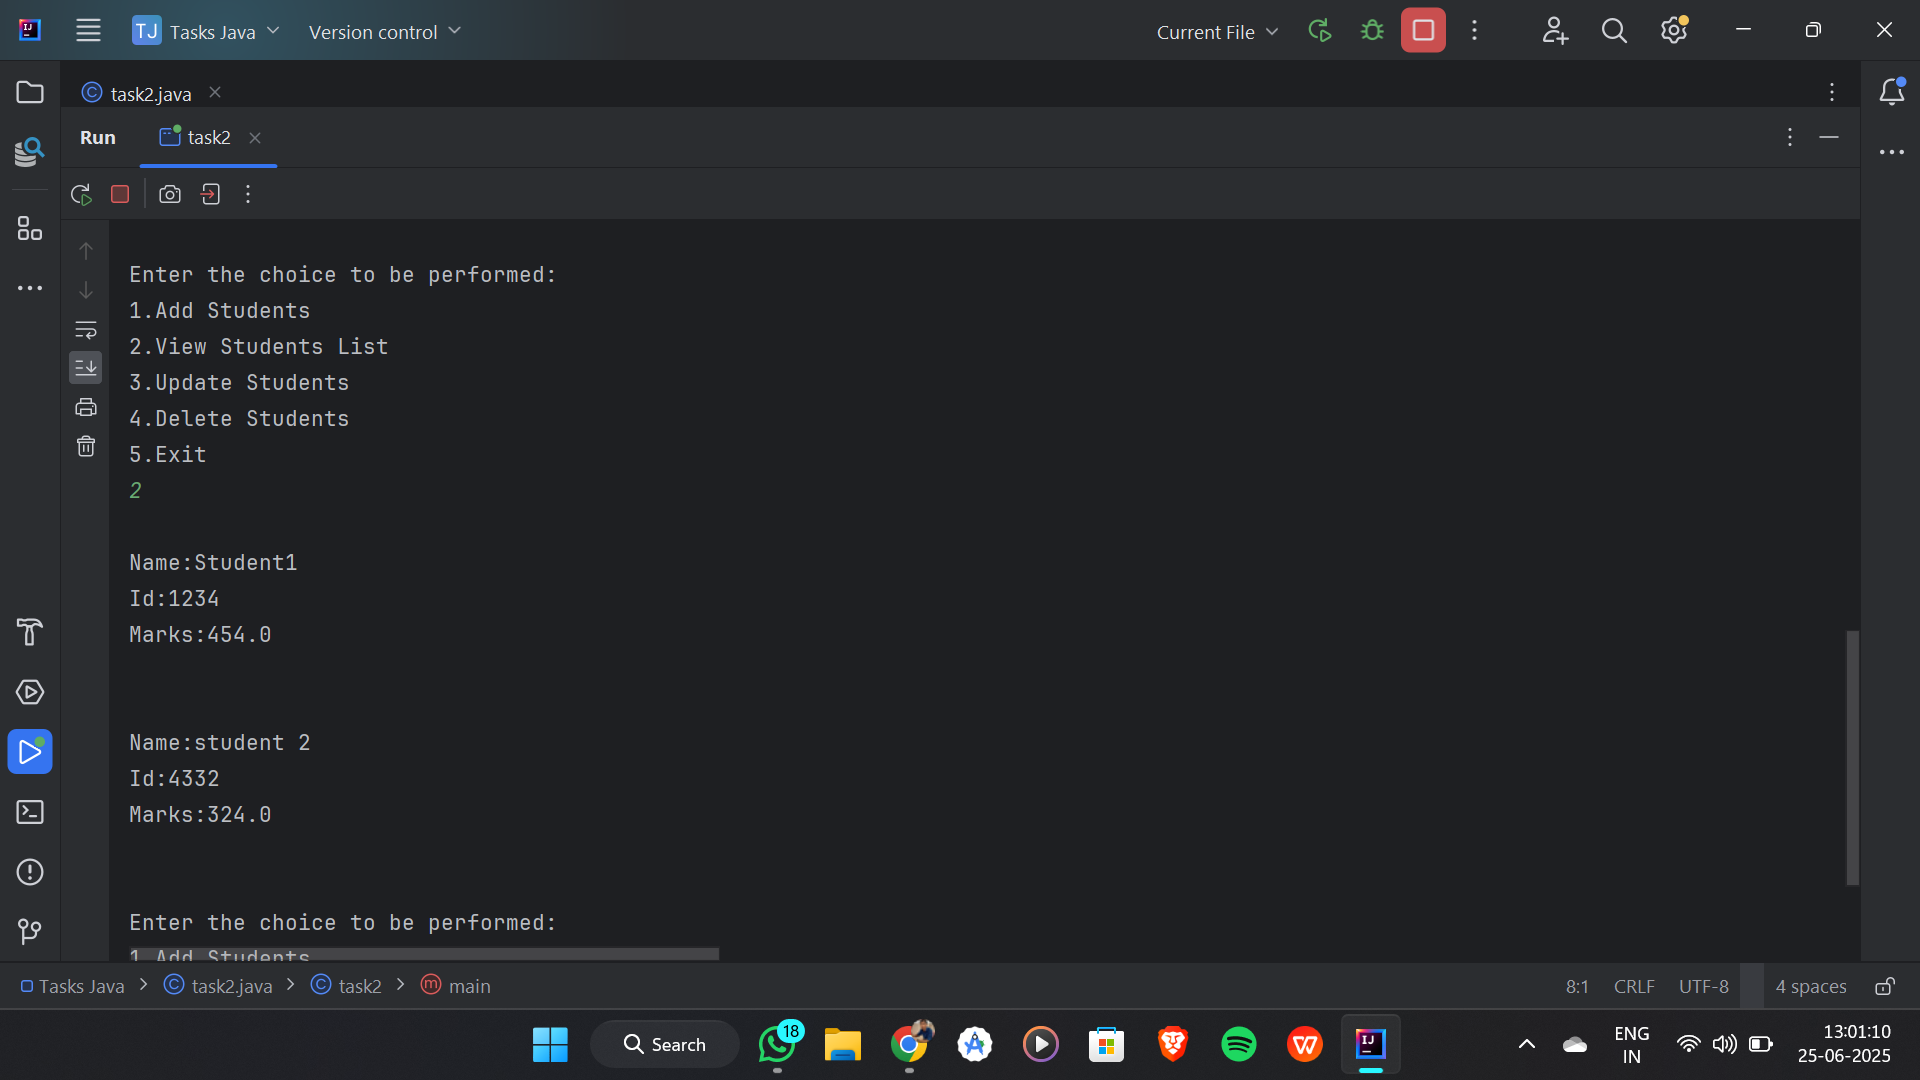 TJ Tasks Java Version control Current File
task2.java
Run task2
Enter the choice to be performed:
1.Add Students
2.View Students List
3.Update Students
4.Delete Students
5.Exit
2
Name:Student1
Id:1234
Marks:454.0
Name:student 2
Id:4332
Marks:324.0
Enter the choice to be performed:
1.Add Students
Tasks Java task2.java task2 main 8:1 CRLF UTF-8 4 spaces
Search 18 ENG IN 13:01:10
25-06-2025